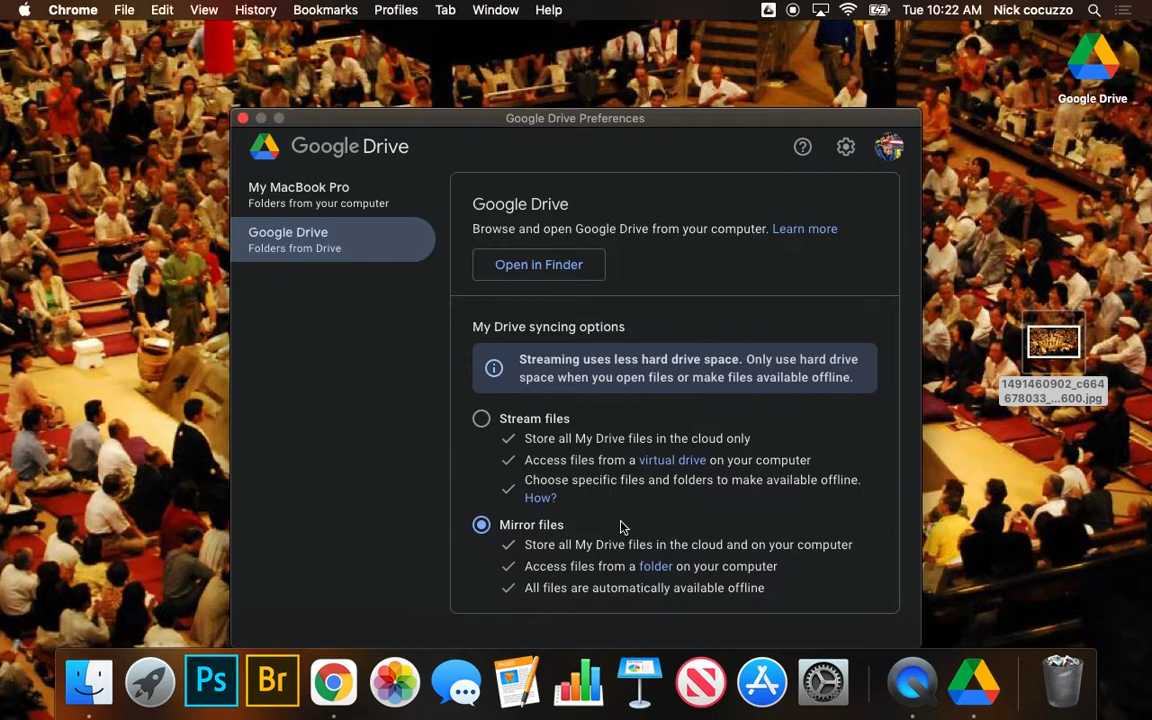 Chrome File Edit View History Bookmarks Profiles Tab Window Help Tue 10:22 AM Nick cocuzzo
Google Drive
Google Drive Preferences
Google Drive
My MacBook Pro
Folders from your computer
Google Drive
Folders from Drive
Google Drive
Browse and open Google Drive from your computer. Learn more
Open in Finder
My Drive syncing options
Streaming uses less hard drive space. Only use hard drive
space when you open files or make files available offline.
Stream files
Store all My Drive files in the cloud only
Access files from a virtual drive on your computer
Choose specific files and folders to make available offline.
How?
Mirror files
Store all My Drive files in the cloud and on your computer
Access files from a folder on your computer
All files are automatically available offline
1491460902_c664
678033_...600.jpg
Ps Br